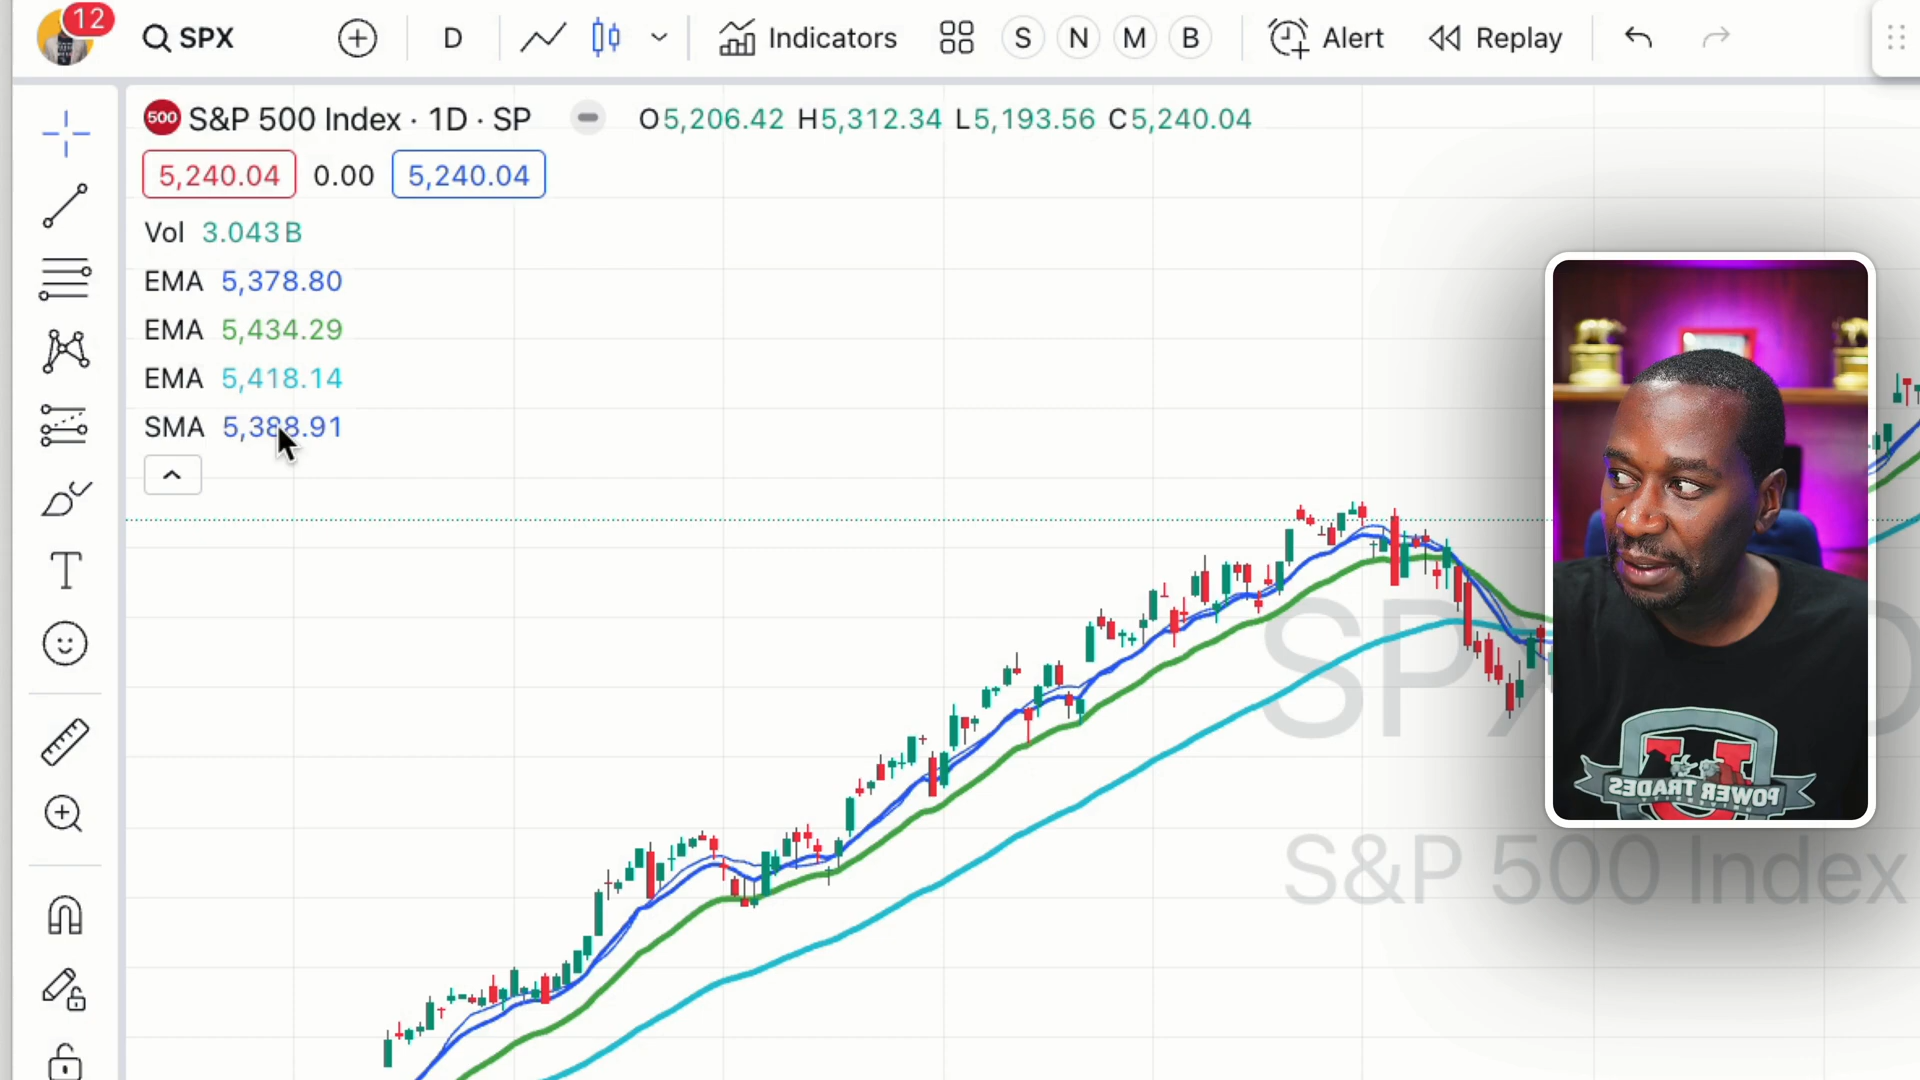 12
SPX
D
Indicators
S
N
M
B
Alert
Replay
500 S&P 500 Index · 1D · SP
O5,206.42 H5,312.34 L5,193.56 C5,240.04
5,240.04 0.00 5,240.04
Vol 3.043B
EMA 5,378.80
EMA 5,434.29
EMA 5,418.14
SMA 5,388.91
T
S&P 500 Index
POWER TRADES
U